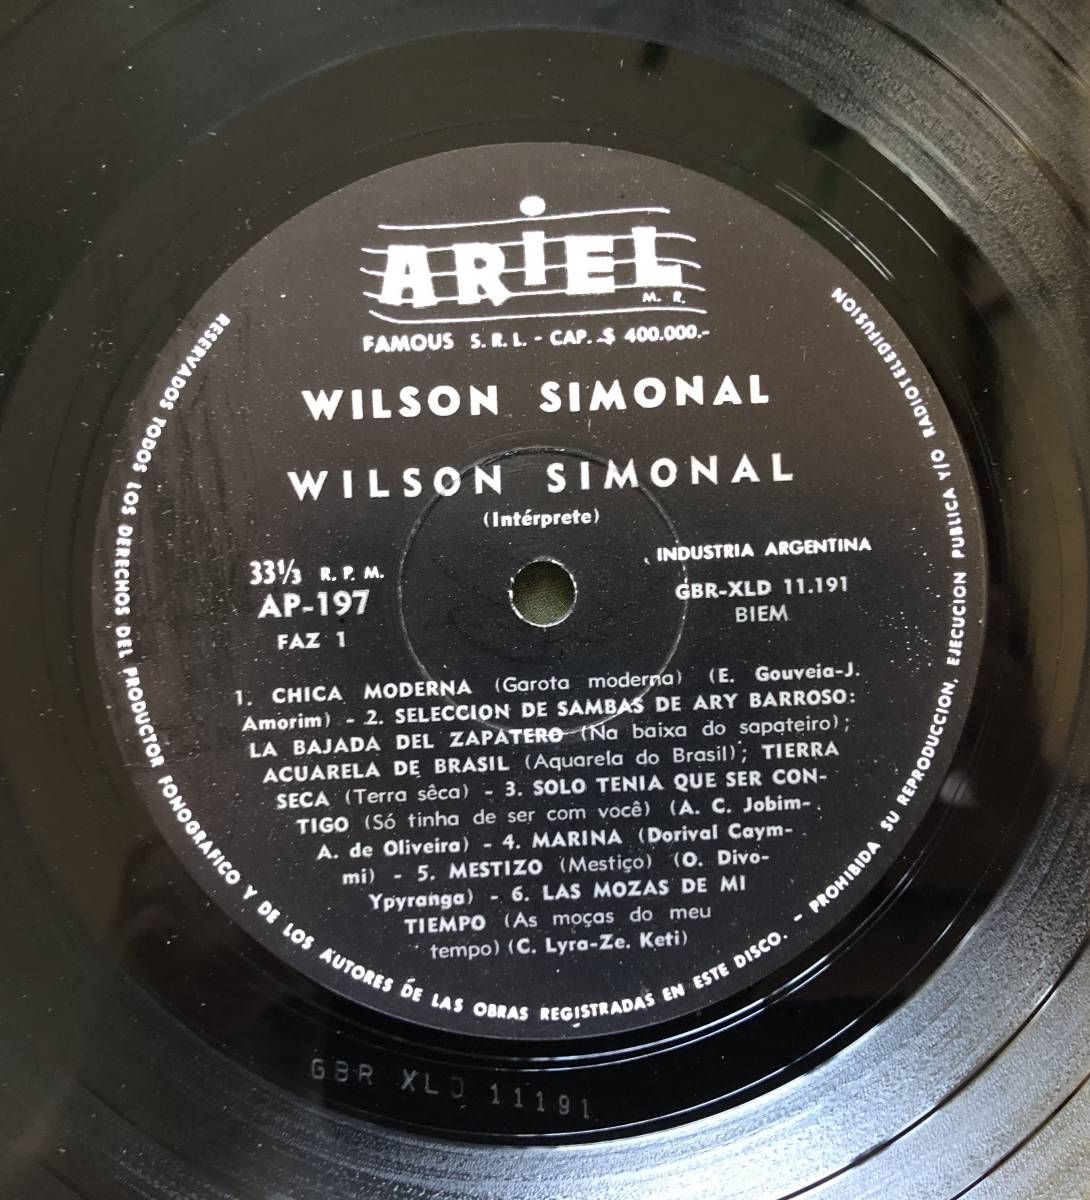 ARIEL
M. R.
FAMOUS S. R. L. - CAP. $ 400.000.-
WILSON SIMONAL
WILSON SIMONAL
(Intérprete)
33 1/3 R. P. M.
AP-197
FAZ 1
INDUSTRIA ARGENTINA
GBR-XLD 11.191
BIEM
1. CHICA MODERNA (Garota moderna) (E. Gouveia-J.
Amorim) - 2. SELECCION DE SAMBAS DE ARY BARROSO:
LA BAJADA DEL ZAPATERO (Na baixa do sapateiro);
ACUARELA DE BRASIL (Aquarela do Brasil); TIERRA
SECA (Terra sêca) - 3. SOLO TENIA QUE SER CON-
TIGO (Só tinha de ser com você) (A. C. Jobim-
A. de Oliveira) - 4. MARINA (Dorival Caym-
mi) - 5. MESTIZO (Mestiço) (O. Divo-
Ypyranga) - 6. LAS MOZAS DE MI
TIEMPO (As moças do meu
tempo) (C. Lyra-Ze. Keti)
RESERVADOS TODOS LOS DERECHOS DEL PRODUCTOR FONOGRAFICO Y DE LOS AUTORES DE LAS OBRAS REGISTRADAS EN ESTE DISCO. - PROHIBIDA SU REPRODUCCION, EJECUCION PUBLICA Y/O RADIOTELEDIFUSION
GBR XLD 11191